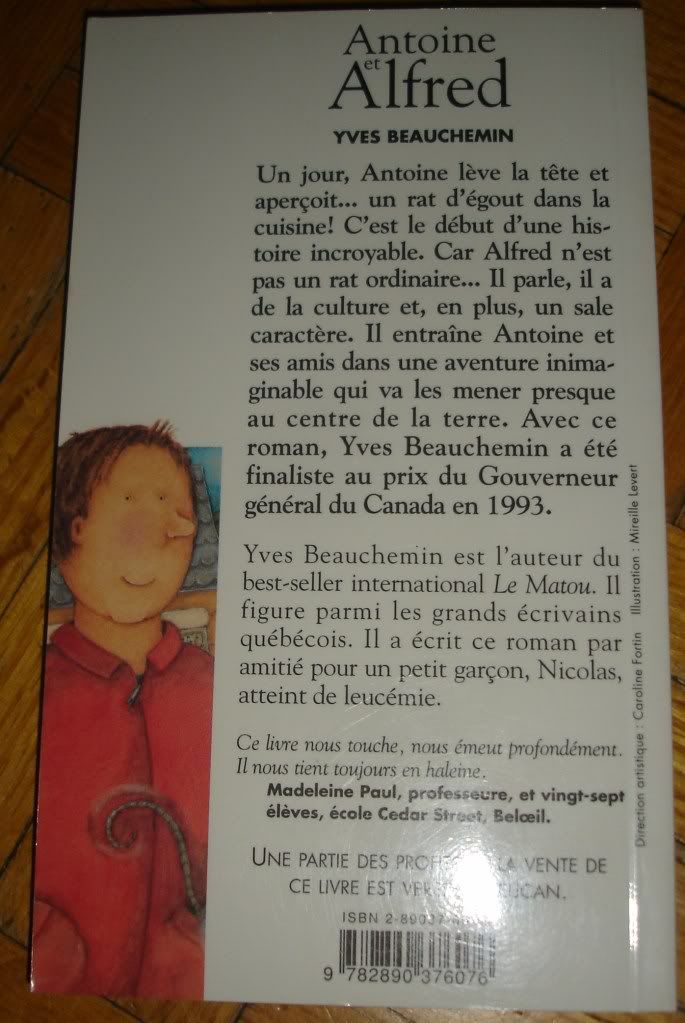 Antoine
et
Alfred
YVES BEAUCHEMIN
Un jour, Antoine lève la tête et
aperçoit... un rat d'égout dans la
cuisine! C'est le début d'une his-
toire incroyable. Car Alfred n'est
pas un rat ordinaire... Il parle, il a
de la culture et, en plus, un sale
caractère. Il entraîne Antoine et
ses amis dans une aventure inima-
ginable qui va les mener presque
au centre de la terre. Avec ce
roman, Yves Beauchemin a été
finaliste au prix du Gouverneur
général du Canada en 1993.
Yves Beauchemin est l'auteur du
best-seller international Le Matou. Il
figure parmi les grands écrivains
québécois. Il a écrit ce roman par
amitié pour un petit garçon, Nicolas,
atteint de leucémie.
Ce livre nous touche, nous émeut profondément.
Il nous tient toujours en haleine.
Madeleine Paul, professeure, et vingt-sept
élèves, école Cedar Street, Belœil.
UNE PARTIE DES LA VENTE DE
CE LIVRE EST
ISBN
9 782890 376076
Direction artistique : Caroline Fortin Illustration : Mireille Levert